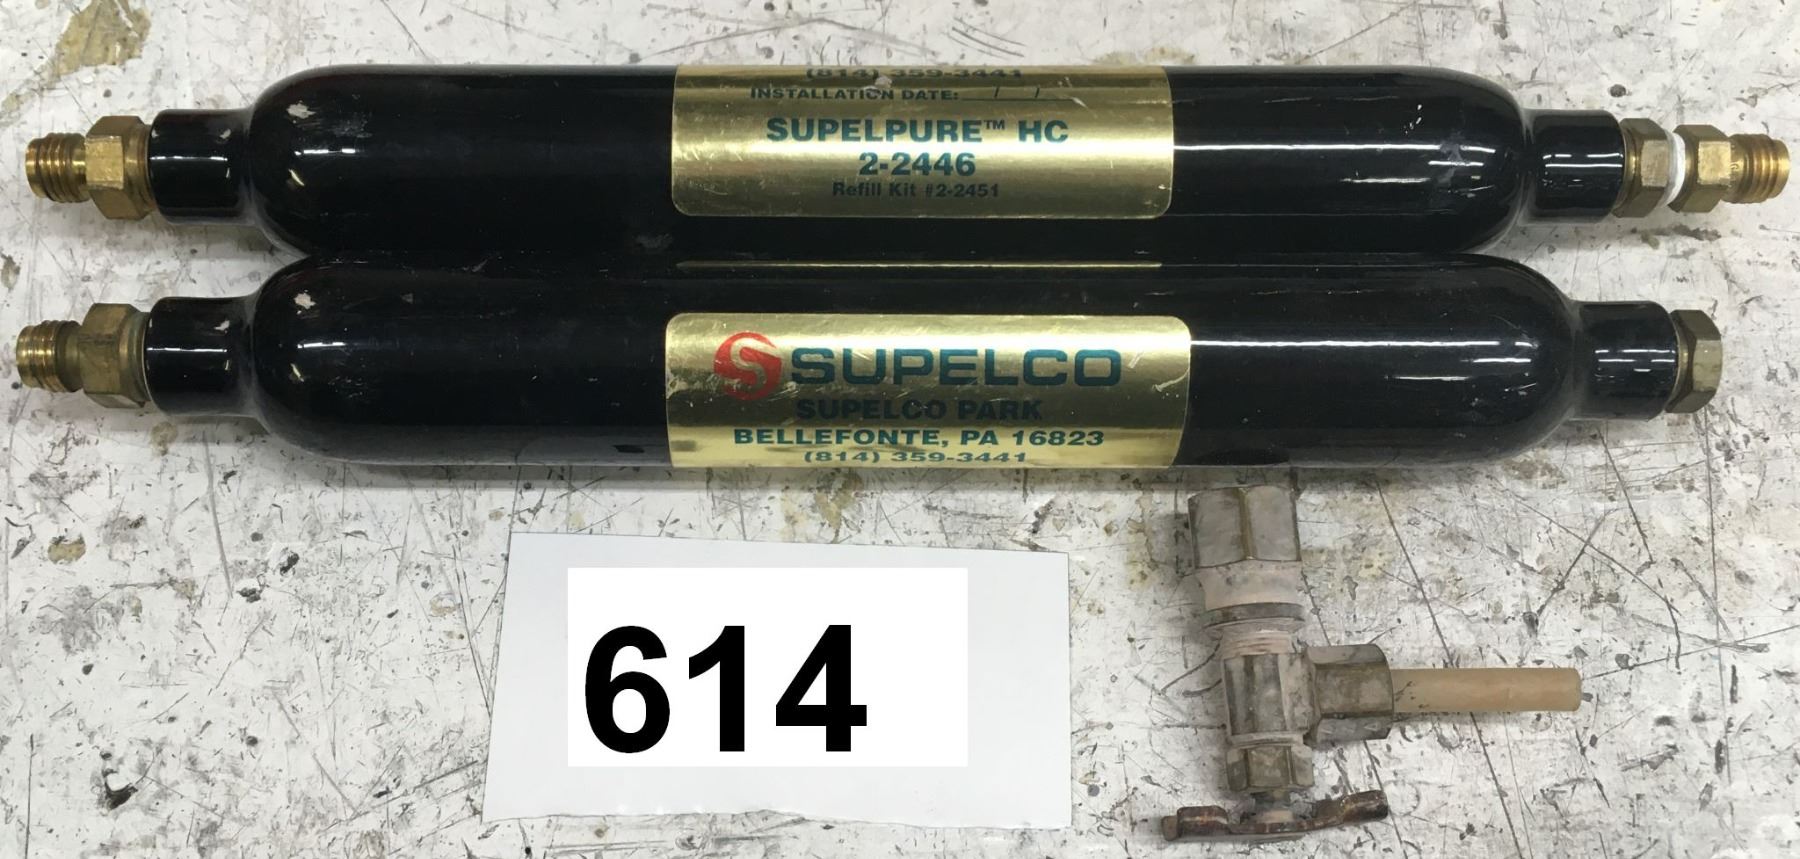 (814) 359-3441
INSTALLATION DATE: / /
SUPELPURE™ HC
2-2446
Refill Kit #2-2451
SUPELCO
SUPELCO PARK
BELLEFONTE, PA 16823
(814) 359-3441
614